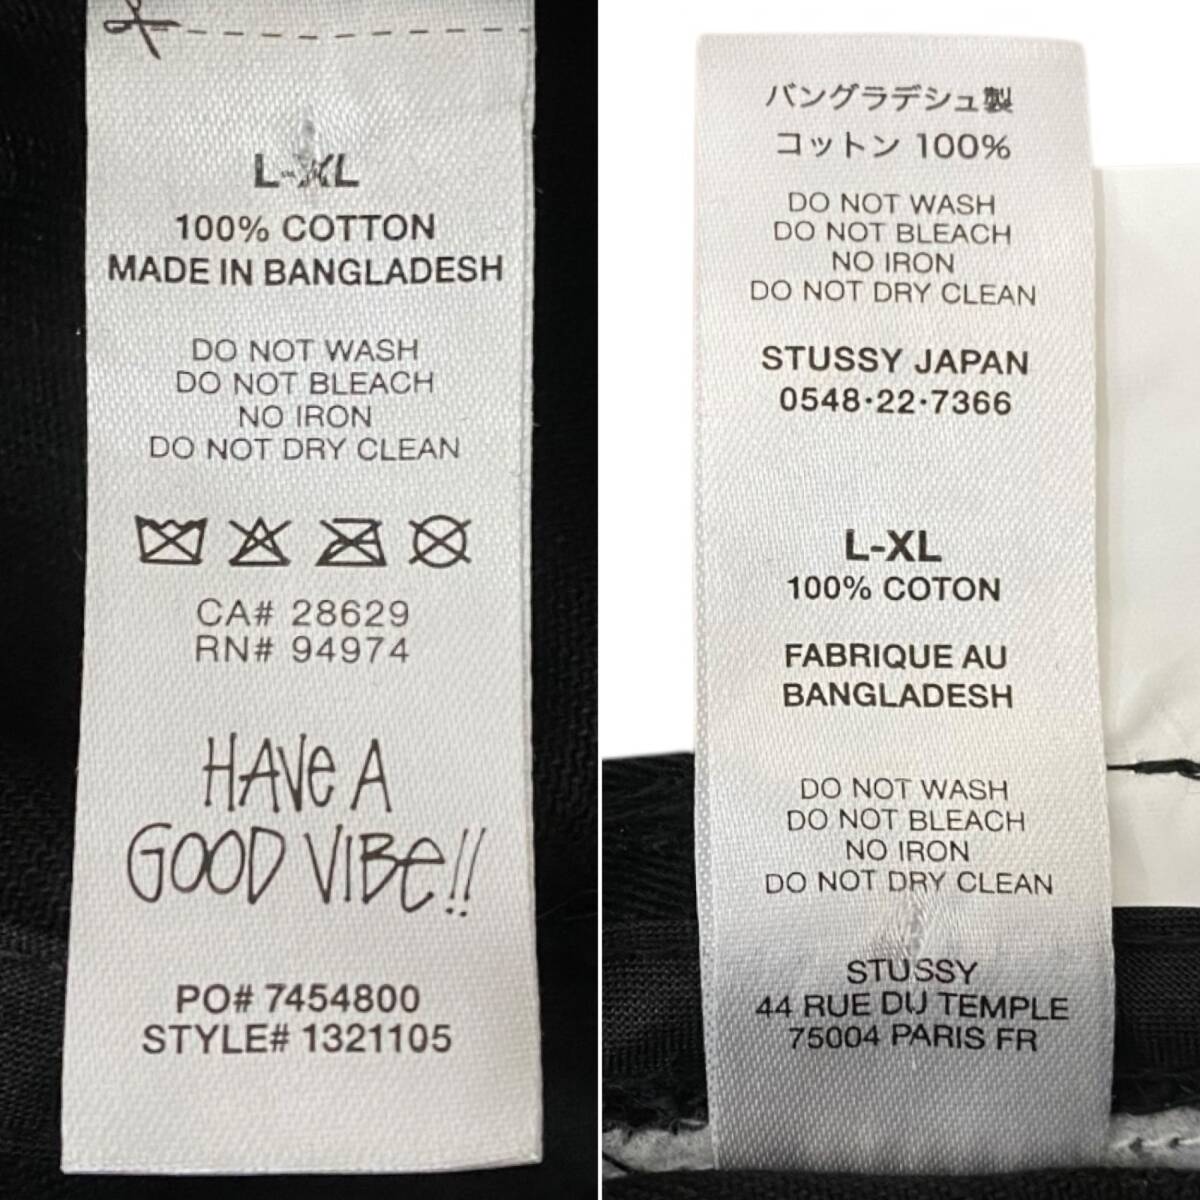 L-XL
100% COTTON
MADE IN BANGLADESH
DO NOT WASH
DO NOT BLEACH
NO IRON
DO NOT DRY CLEAN
CA# 28629
RN# 94974
HAVE A
GOOD VIBE!!
PO# 7454800
STYLE# 1321105
バングラデシュ製
コットン 100%
DO NOT WASH
DO NOT BLEACH
NO IRON
DO NOT DRY CLEAN
STUSSY JAPAN
0548·22·7366
L-XL
100% COTON
FABRIQUE AU
BANGLADESH
DO NOT WASH
DO NOT BLEACH
NO IRON
DO NOT DRY CLEAN
STUSSY
44 RUE DU TEMPLE
75004 PARIS FR